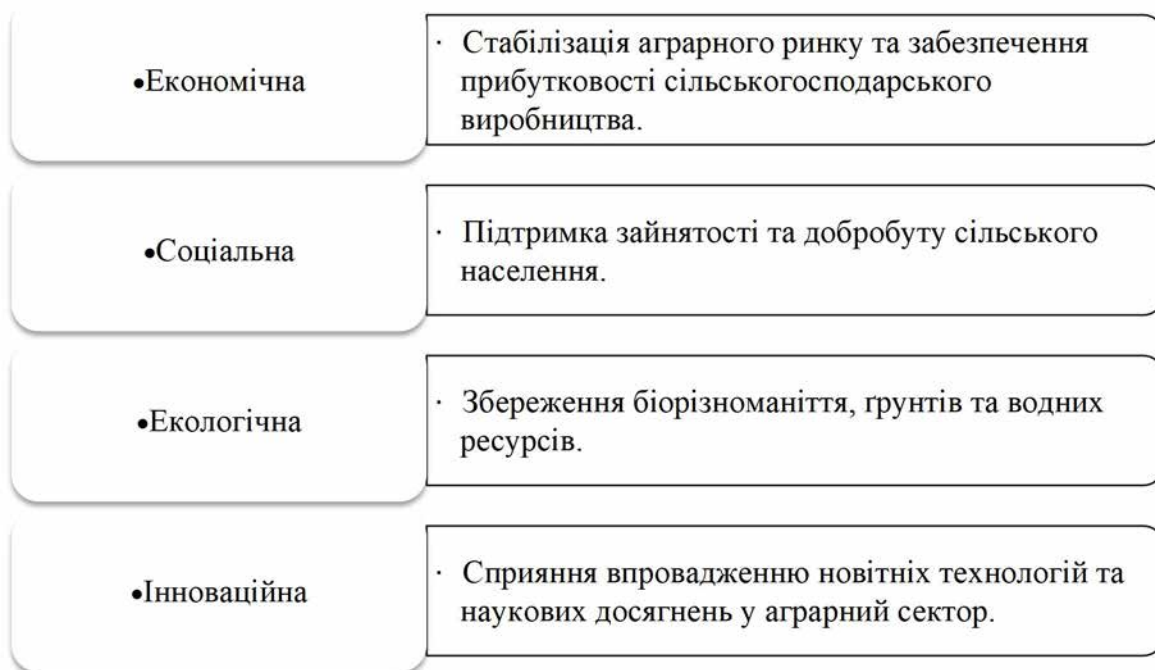 •Економічна
· Стабілізація аграрного ринку та забезпечення
прибутковості сільськогосподарського
виробництва.
•Соціальна
· Підтримка зайнятості та добробуту сільського
населення.
•Екологічна
· Збереження біорізноманіття, ґрунтів та водних
ресурсів.
•Інноваційна
· Сприяння впровадженню новітніх технологій та
наукових досягнень у аграрний сектор.